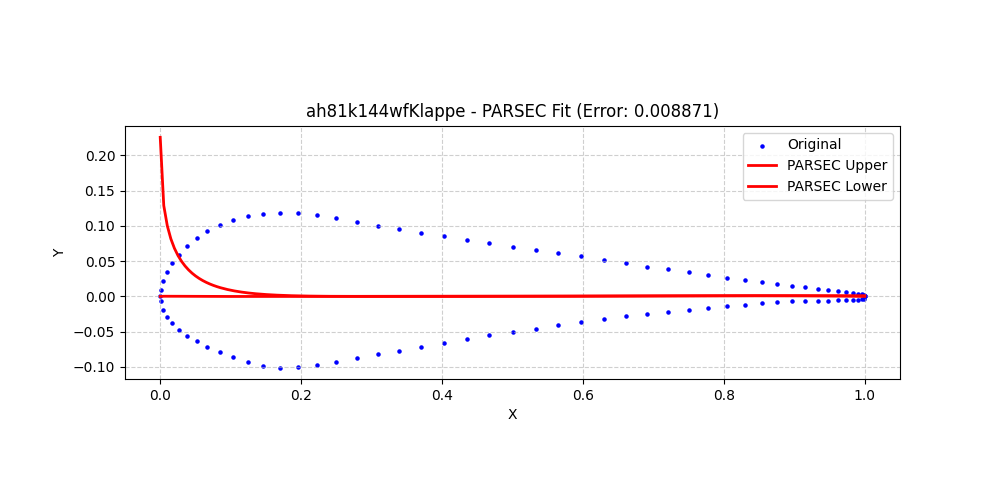 ah81k144wfKlappe - PARSEC Fit (Error: 0.008871)
Original
PARSEC Upper
PARSEC Lower
Y
0.20
0.15
0.10
0.05
0.00
−0.05
−0.10
0.0 0.2 0.4 0.6 0.8 1.0
X